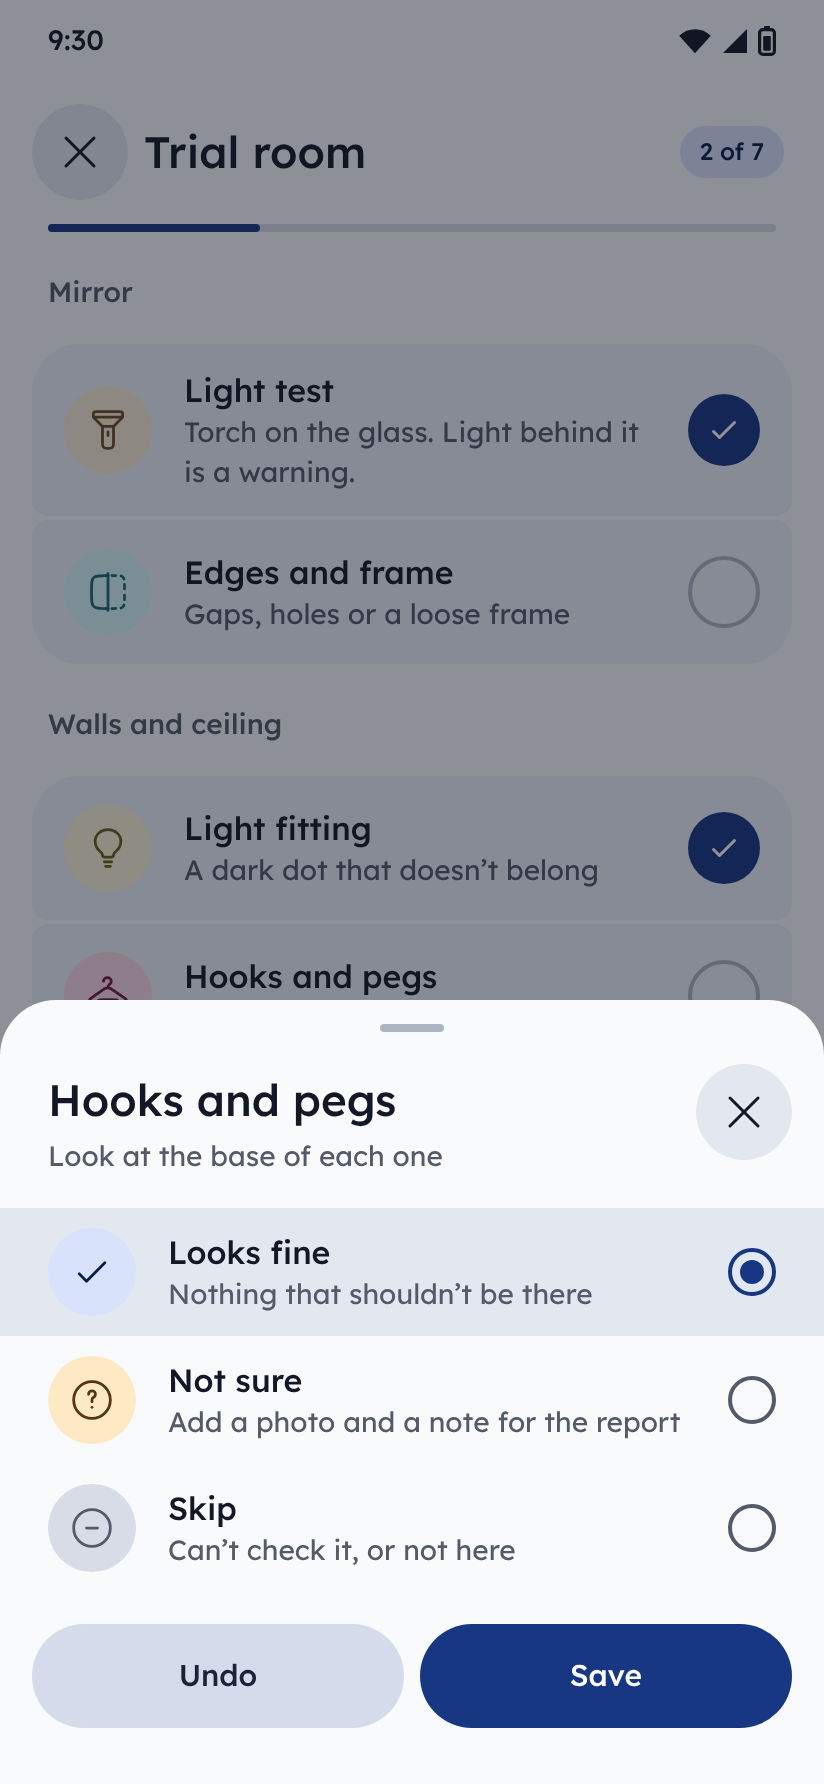 9:30
Trial room
2 of 7
Mirror
Light test
Torch on the glass. Light behind it
is a warning.
Edges and frame
Gaps, holes or a loose frame
Walls and ceiling
Light fitting
A dark dot that doesn’t belong
Hooks and pegs
Hooks and pegs
Look at the base of each one
Looks fine
Nothing that shouldn’t be there
Not sure
Add a photo and a note for the report
Skip
Can’t check it, or not here
Undo
Save